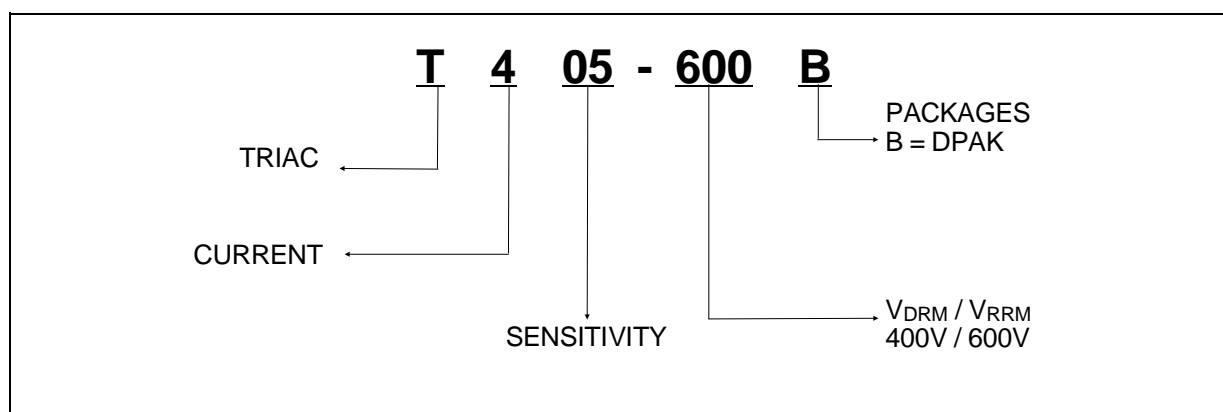 T 4 05 - 600 B
PACKAGES
B = DPAK
TRIAC
CURRENT
SENSITIVITY
VDRM / VRRM
400V / 600V